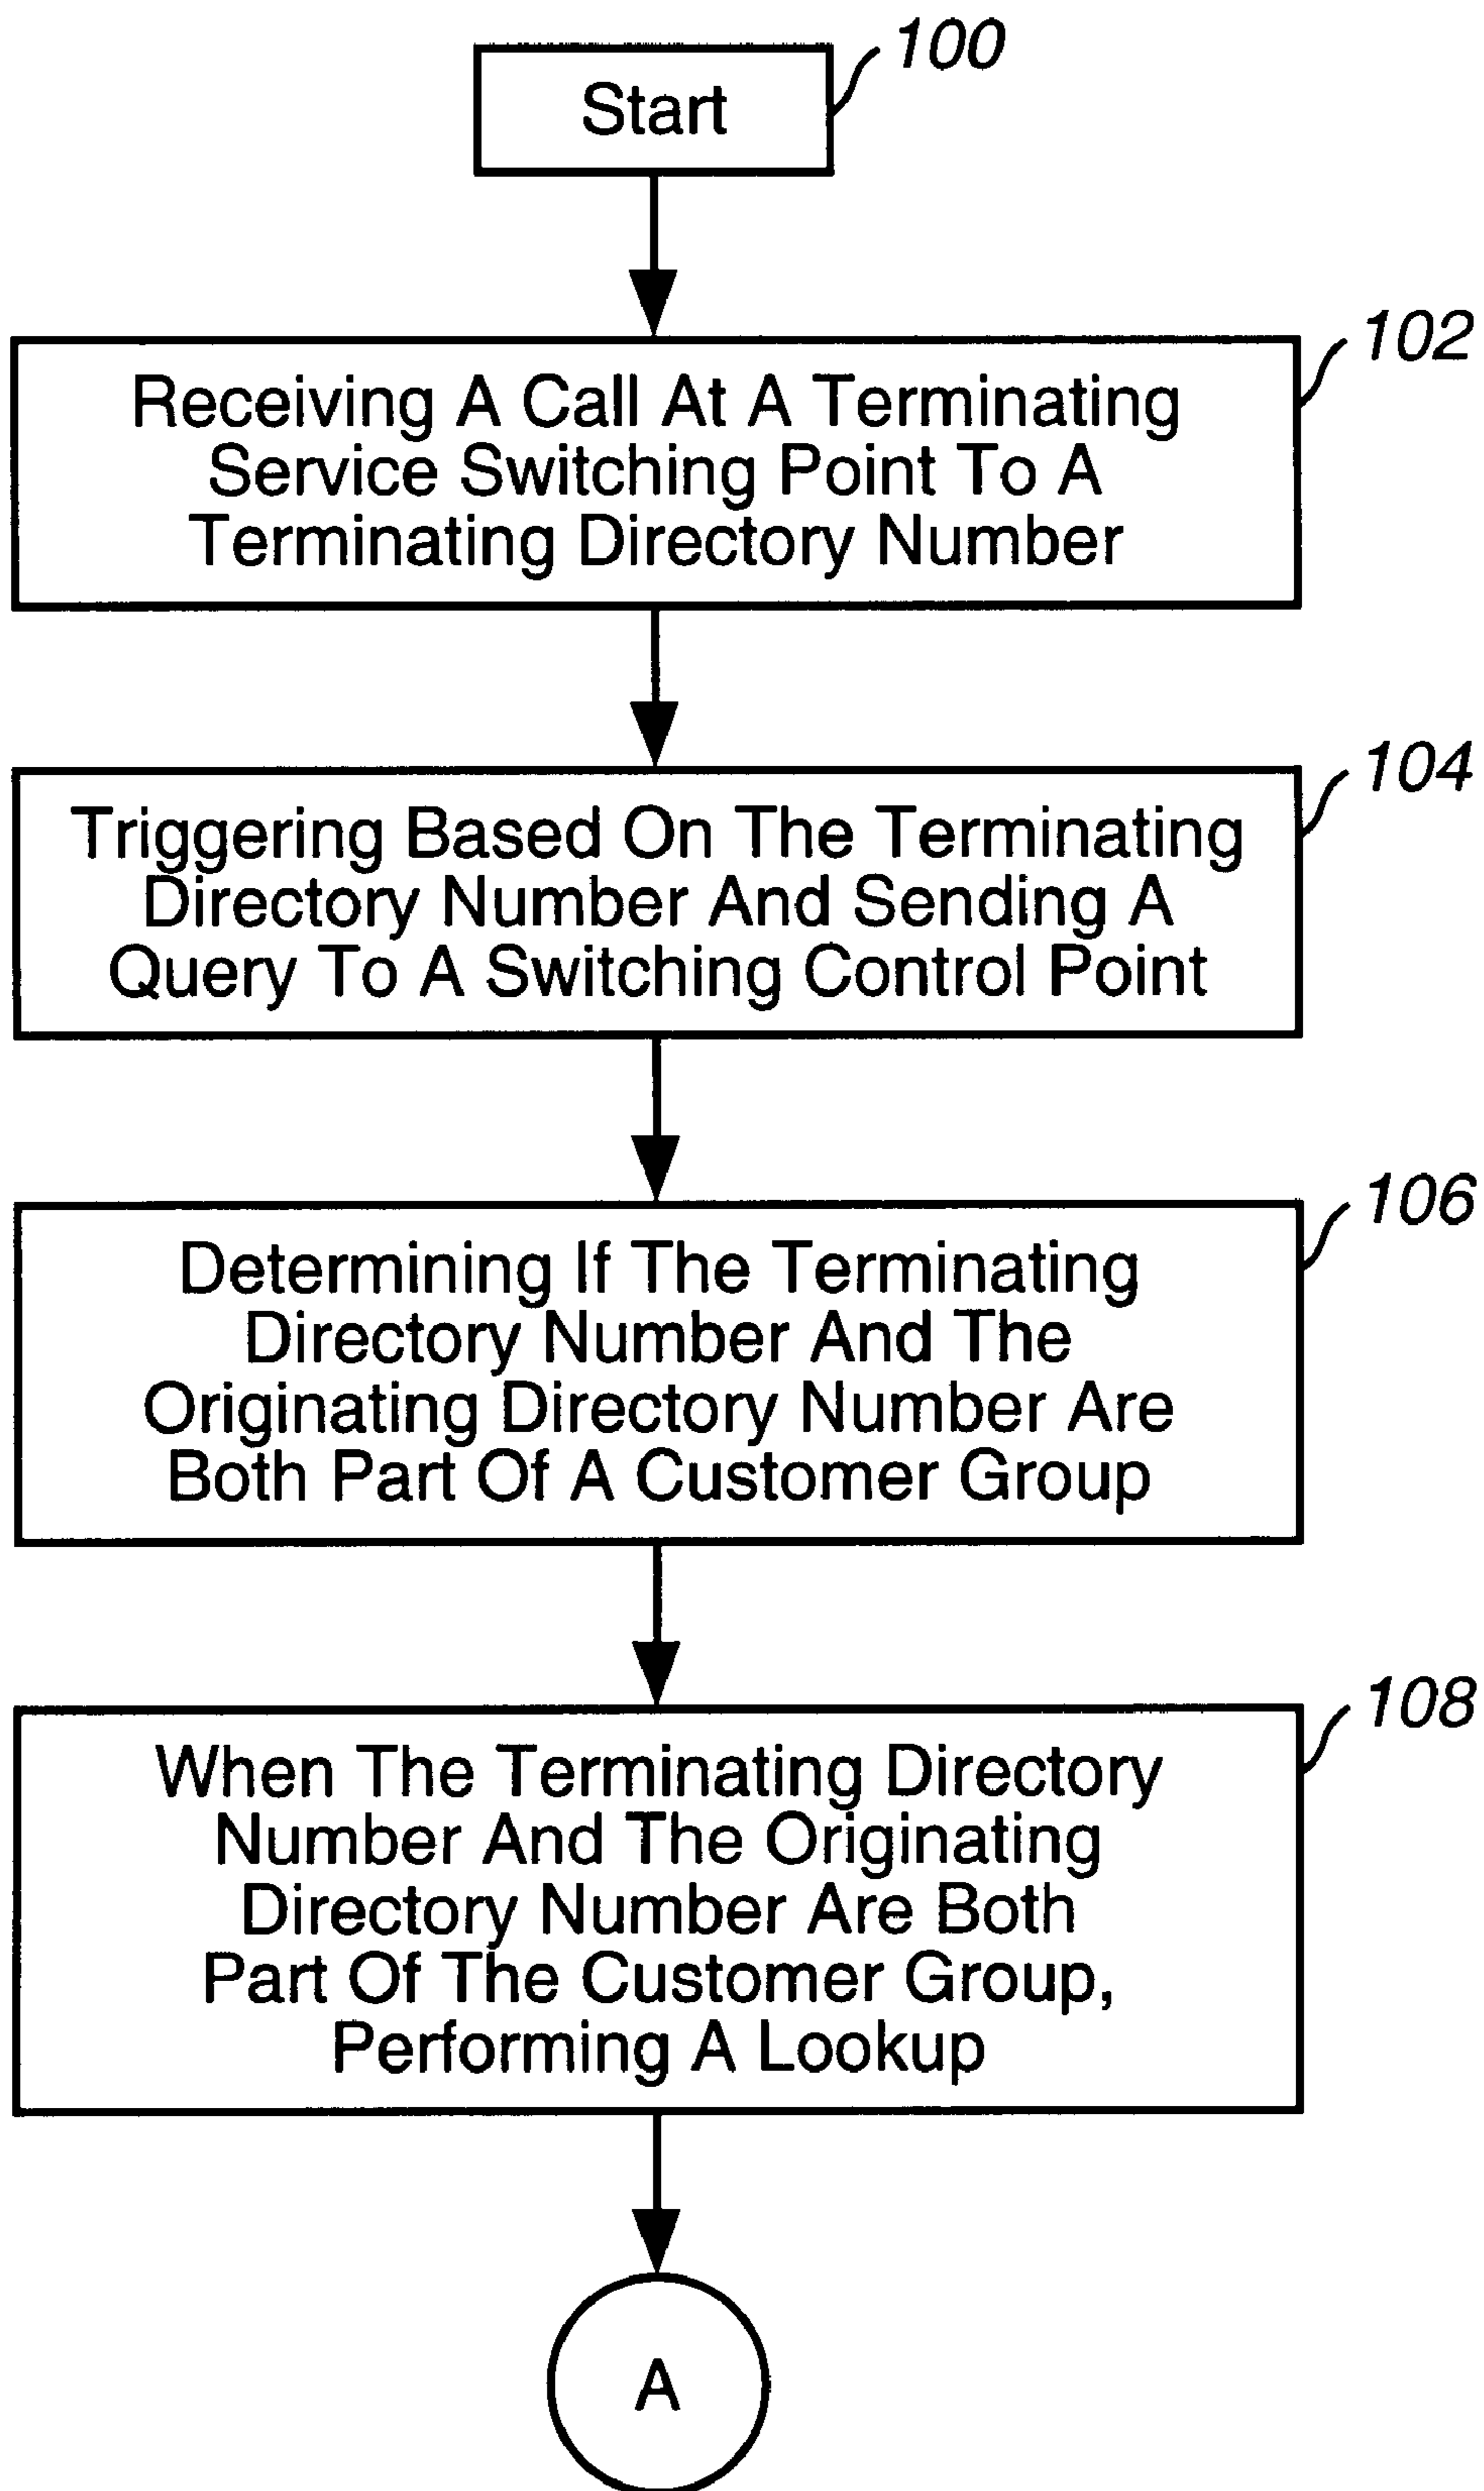 100
Start
102
Receiving A Call At A Terminating
Service Switching Point To A
Terminating Directory Number
104
Triggering Based On The Terminating
Directory Number And Sending A
Query To A Switching Control Point
106
Determining If The Terminating
Directory Number And The
Originating Directory Number Are
Both Part Of A Customer Group
108
When The Terminating Directory
Number And The Originating
Directory Number Are Both
Part Of The Customer Group,
Performing A Lookup
A